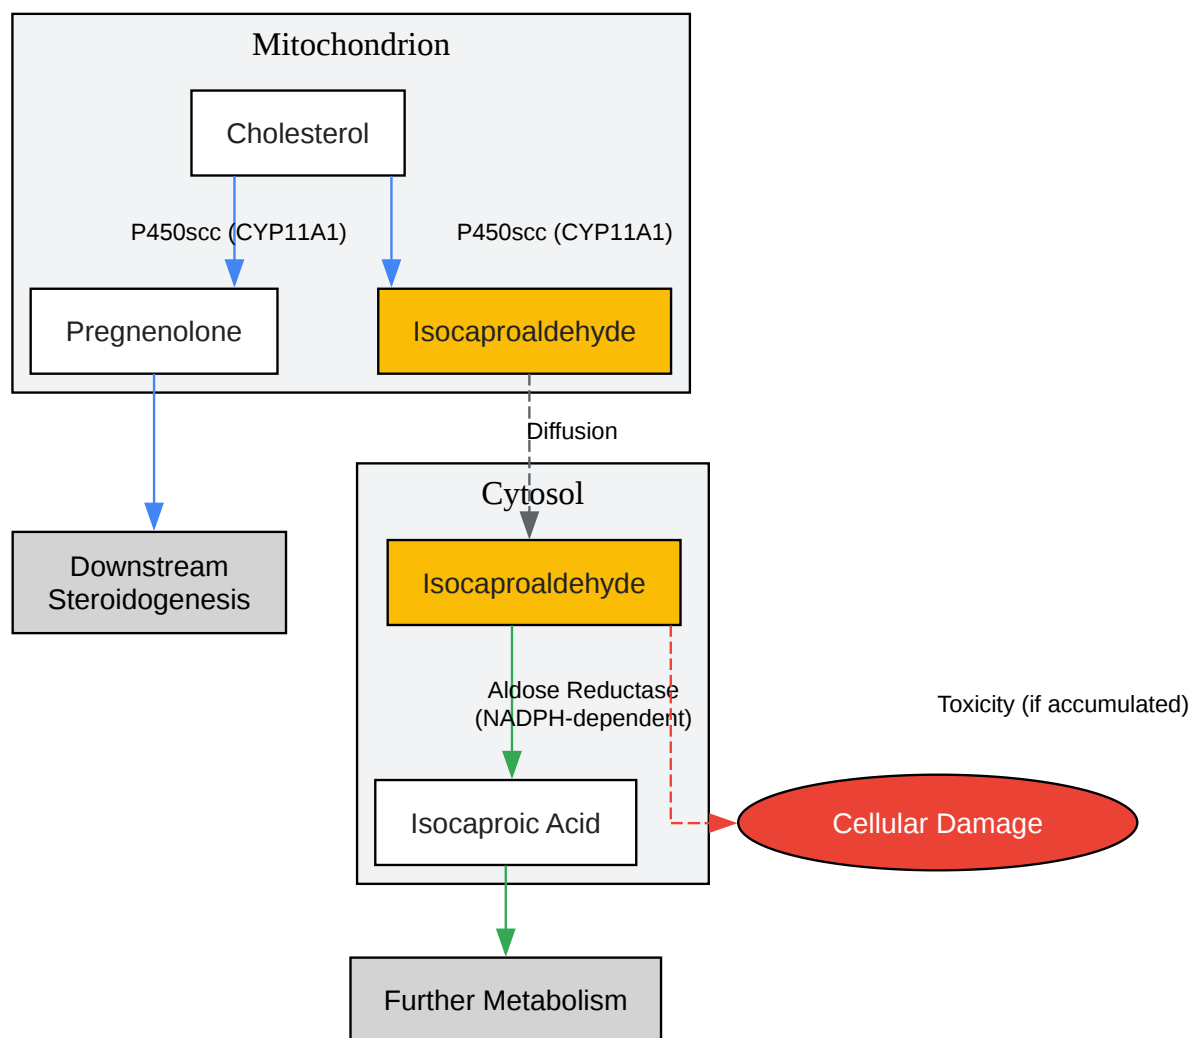 Mitochondrion
Cholesterol
P450scc (CYP11A1)
P450scc (CYP11A1)
Pregnenolone
Isocaproaldehyde
Diffusion
Cytosol
Downstream
Steroidogenesis
Isocaproaldehyde
Aldose Reductase
(NADPH-dependent)
Toxicity (if accumulated)
Isocaproic Acid
Cellular Damage
Further Metabolism